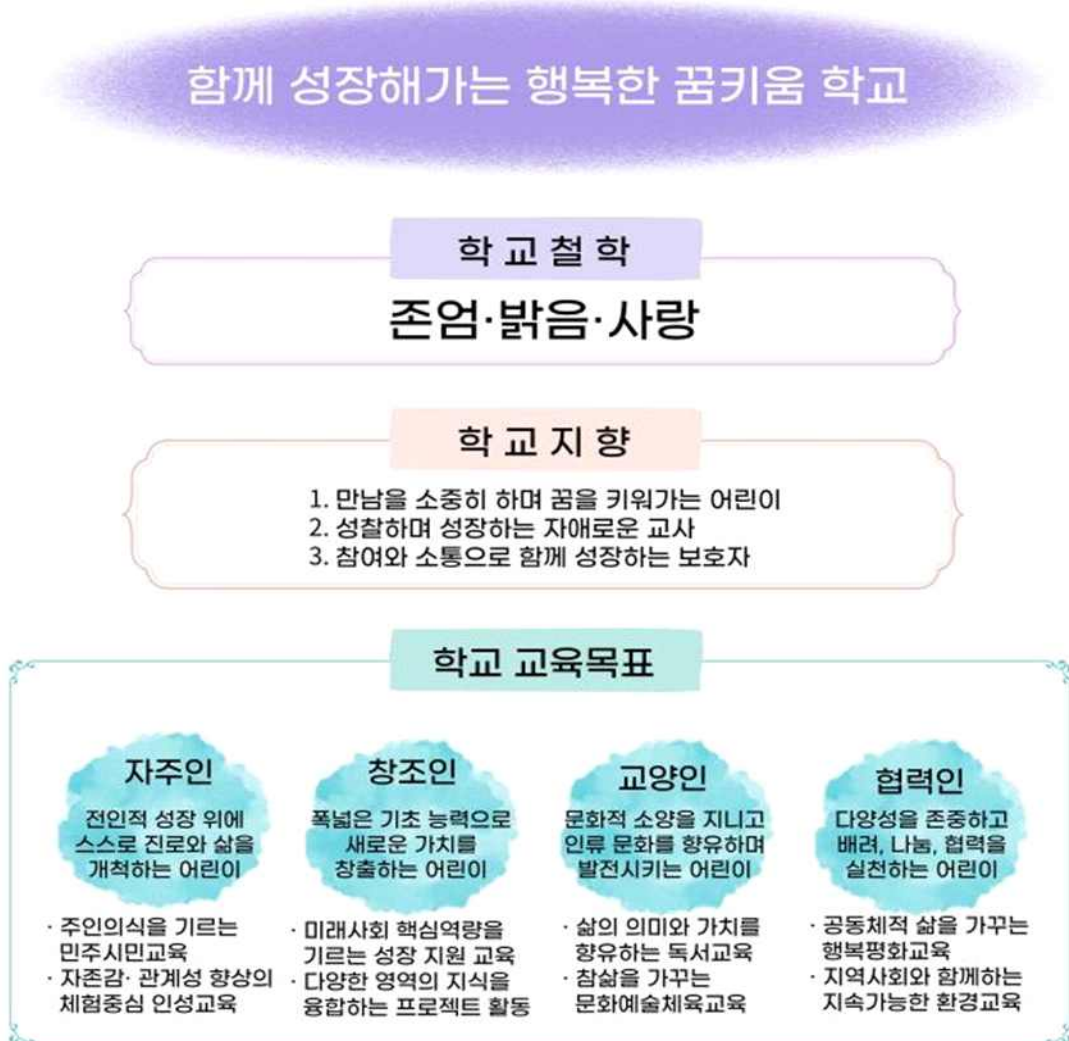 함께 성장해가는 행복한 꿈키움 학교
학 교 철 학
존엄·밝음·사랑
학 교 지 향
1. 만남을 소중히 하며 꿈을 키워가는 어린이
2. 성찰하며 성장하는 자애로운 교사
3. 참여와 소통으로 함께 성장하는 보호자
학교 교육목표
자주인
전인적 성장 위에
스스로 진로와 삶을
개척하는 어린이
· 주인의식을 기르는
민주시민교육
· 자존감· 관계성 향상의
체험중심 인성교육
창조인
폭넓은 기초 능력으로
새로운 가치를
창출하는 어린이
· 미래사회 핵심역량을
기르는 성장 지원 교육
· 다양한 영역의 지식을
융합하는 프로젝트 활동
교양인
문화적 소양을 지니고
인류 문화를 향유하며
발전시키는 어린이
· 삶의 의미와 가치를
향유하는 독서교육
· 참삶을 가꾸는
문화예술체육교육
협력인
다양성을 존중하고
배려, 나눔, 협력을
실천하는 어린이
· 공동체적 삶을 가꾸는
행복평화교육
· 지역사회와 함께하는
지속가능한 환경교육